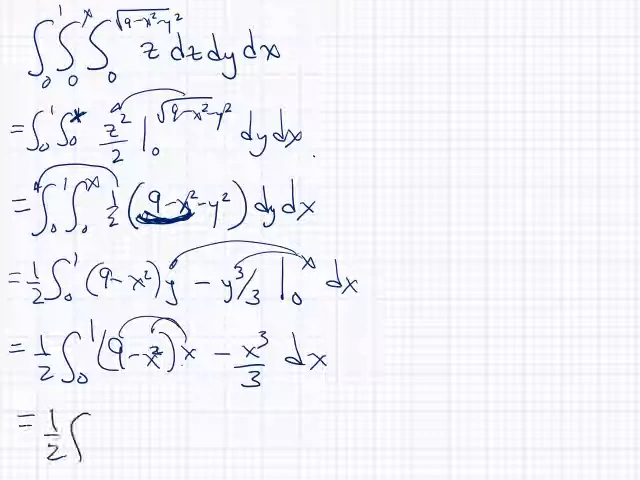 ∫₀¹ ∫₀ˣ ∫₀^√(9-x²-y²) z dz dy dx
= ∫₀¹ ∫₀ˣ z²/2 |₀^√(9-x²-y²) dy dx
= ∫₀¹ ∫₀ˣ 1/2 (9-x²-y²) dy dx
= 1/2 ∫₀¹ (9-x²)y - y³/3 |₀ˣ dx
= 1/2 ∫₀¹ (9-x²)x - x³/3 dx
= 1/2 ∫